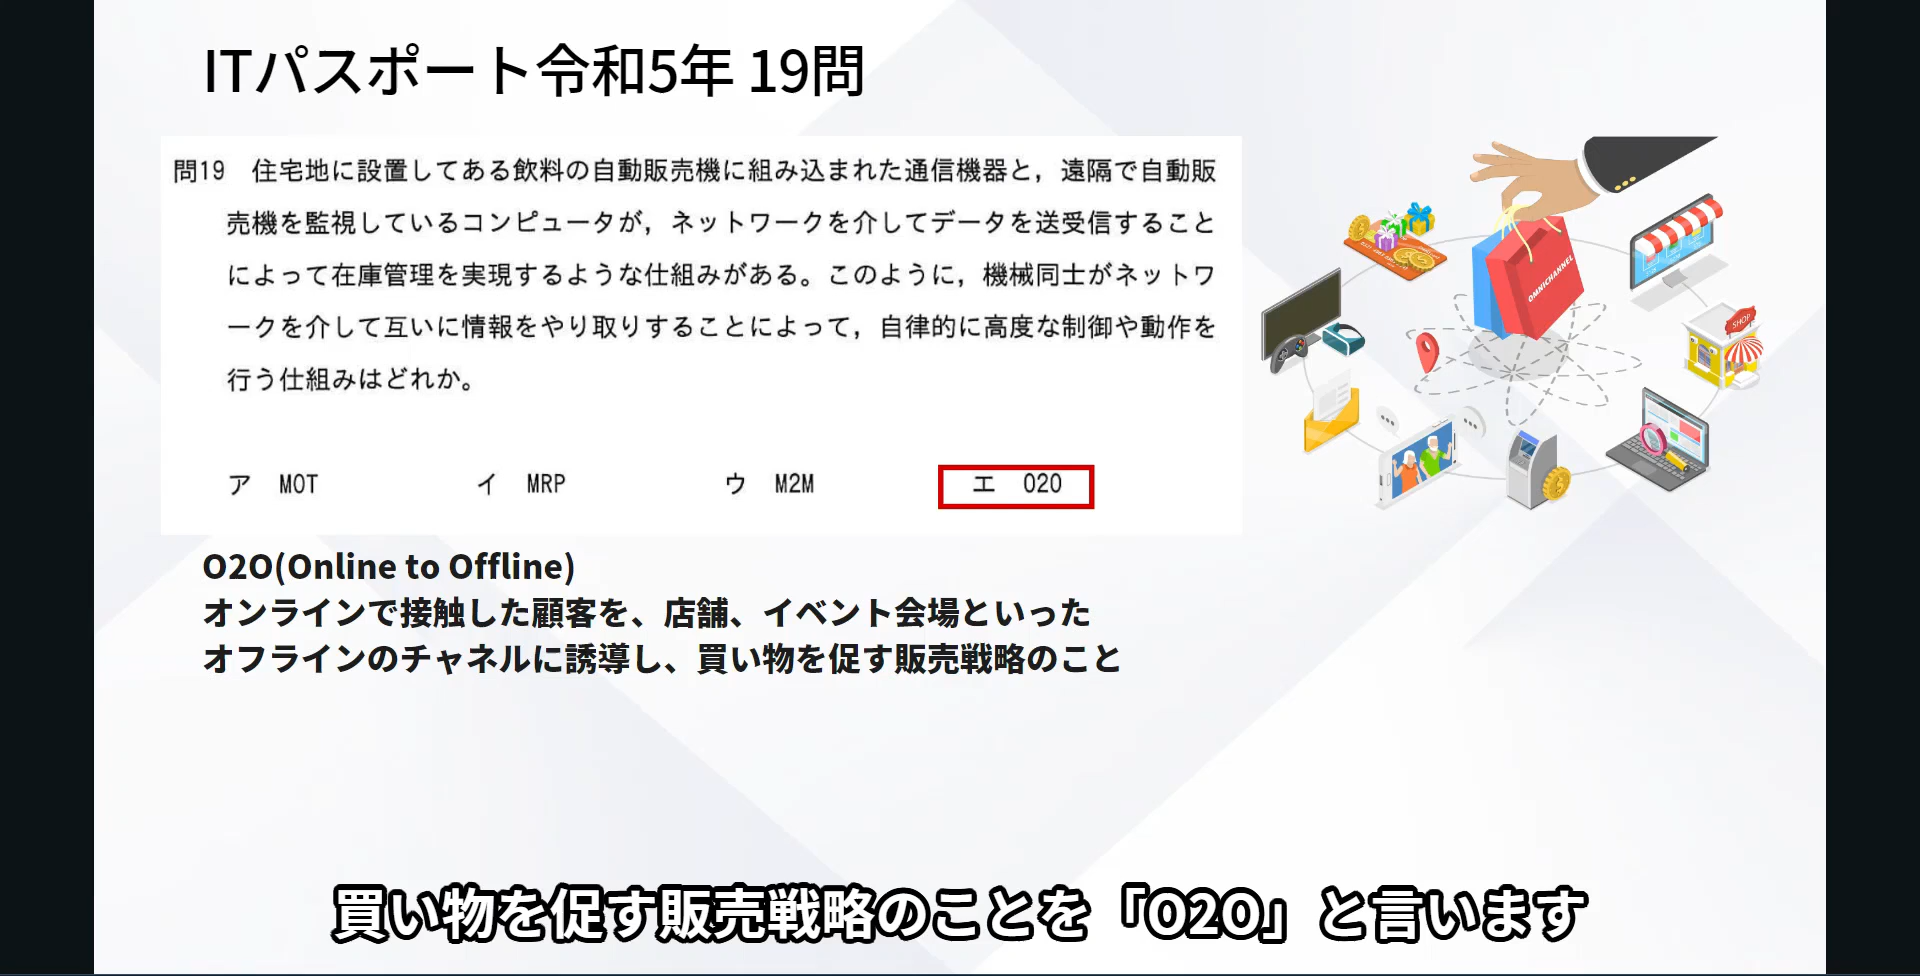 ITパスポート令和5年 19問
問19　住宅地に設置してある飲料の自動販売機に組み込まれた通信機器と，遠隔で自動販
売機を監視しているコンピュータが，ネットワークを介してデータを送受信すること
によって在庫管理を実現するような仕組みがある。このように，機械同士がネットワ
ークを介して互いに情報をやり取りすることによって，自律的に高度な制御や動作を
行う仕組みはどれか。
ア　MOT　イ　MRP　ウ　M2M　エ　O2O
OMNICHANNEL
SHOP
O2O(Online to Offline)
オンラインで接触した顧客を、店舗、イベント会場といった
オフラインのチャネルに誘導し、買い物を促す販売戦略のこと
買い物を促す販売戦略のことを「O2O」と言います